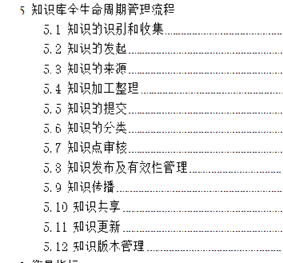 5 知识库全生命周期管理流程
5.1 知识的识别和收集
5.2 知识的发起
5.3 知识的来源
5.4 知识加工整理
5.5 知识的提交
5.6 知识的分类
5.7 知识点审核
5.8 知识发布及有效性管理
5.9 知识传播
5.10 知识共享
5.11 知识更新
5.12 知识版本管理